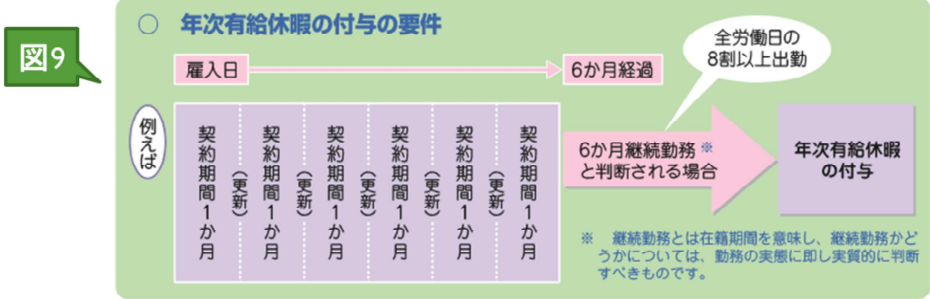 図9
○ 年次有給休暇の付与の要件
雇入日
6か月経過
全労働日の
8割以上出勤
例えば
契約期間1か月
(更新)
契約期間1か月
(更新)
契約期間1か月
(更新)
契約期間1か月
(更新)
契約期間1か月
(更新)
契約期間1か月
6か月継続勤務※
と判断される場合
年次有給休暇
の付与
※ 継続勤務とは在籍期間を意味し、継続勤務かど
うかについては、勤務の実態に即し実質的に判断
すべきものです。